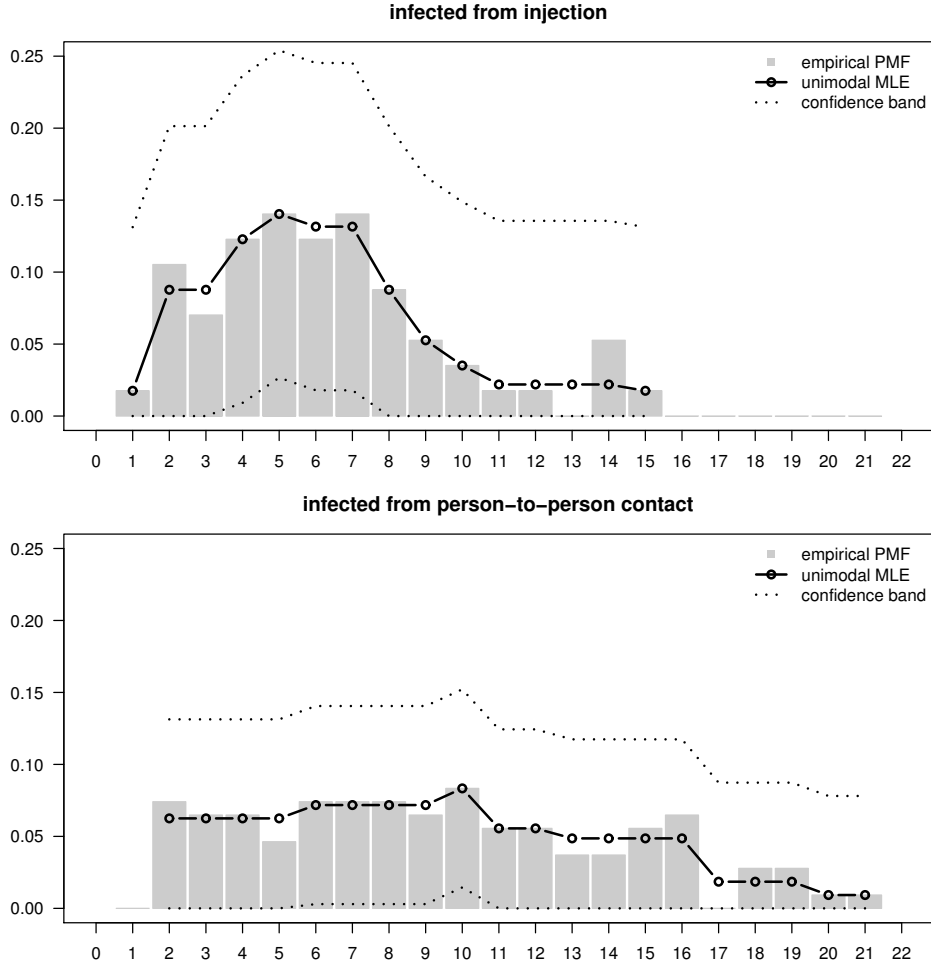 infected from injection
0.25
0.20
0.15
0.10
0.05
0.00
empirical PMF
unimodal MLE
confidence band
0 1 2 3 4 5 6 7 8 9 10 11 12 13 14 15 16 17 18 19 20 21 22
infected from person−to−person contact
0.25
0.20
0.15
0.10
0.05
0.00
empirical PMF
unimodal MLE
confidence band
0 1 2 3 4 5 6 7 8 9 10 11 12 13 14 15 16 17 18 19 20 21 22